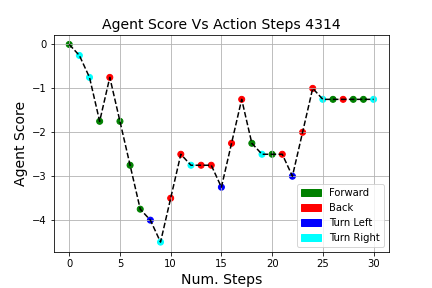 Agent Score Vs Action Steps 4314
0
−1
−2
−3
−4
Agent Score
Forward
Back
Turn Left
Turn Right
0 5 10 15 20 25 30
Num. Steps